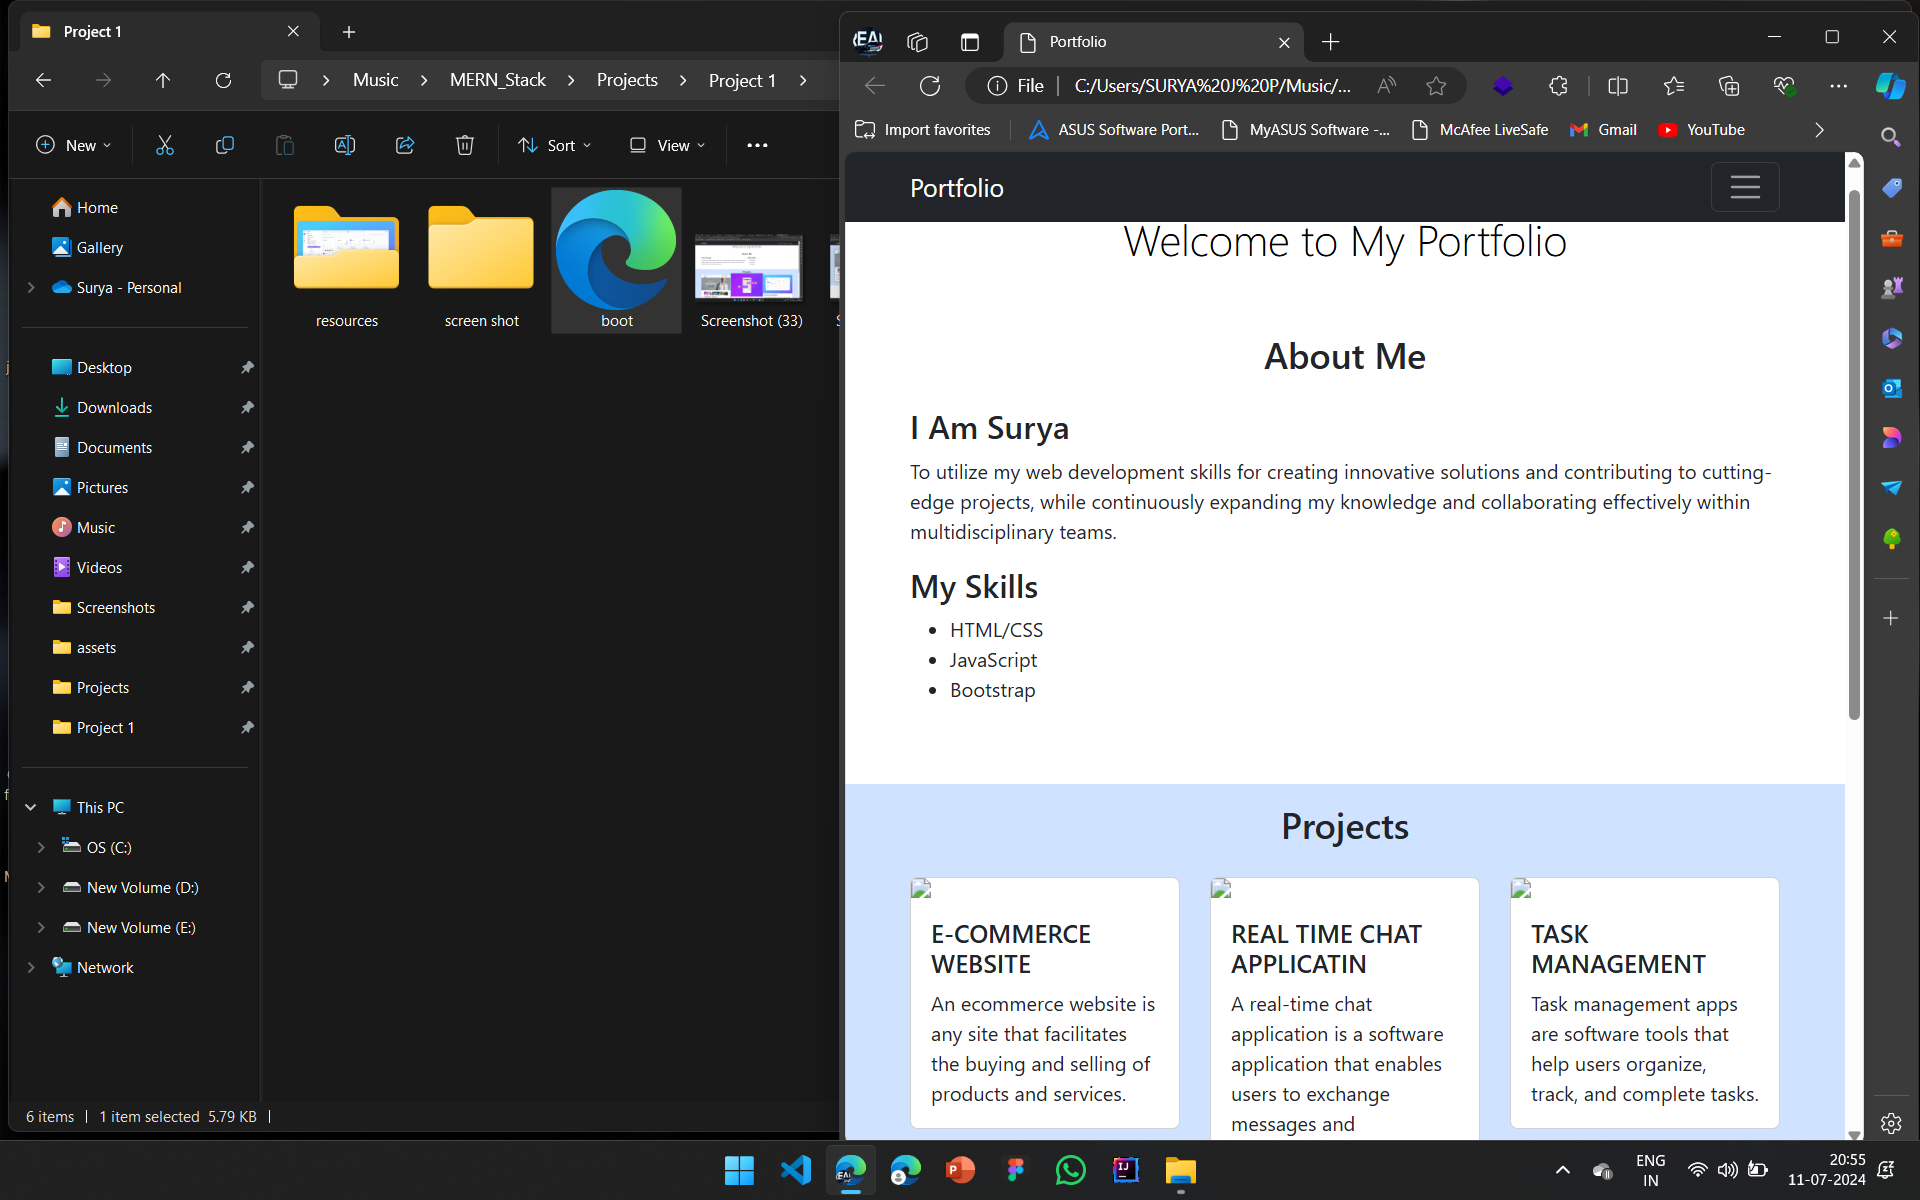 Project 1
Music > MERN_Stack > Projects > Project 1 >
New
Sort
View
Home
Gallery
Surya - Personal
Desktop
Downloads
Documents
Pictures
Music
Videos
Screenshots
assets
Projects
Project 1
This PC
OS (C:)
New Volume (D:)
New Volume (E:)
Network
resources
screen shot
boot
Screenshot (33)
6 items | 1 item selected 5.79 KB |
Portfolio
File | C:/Users/SURYA%20J%20P/Music/...
Import favorites
ASUS Software Port...
MyASUS Software -...
McAfee LiveSafe
Gmail
YouTube
Portfolio
Welcome to My Portfolio
About Me
I Am Surya
To utilize my web development skills for creating innovative solutions and contributing to cutting-
edge projects, while continuously expanding my knowledge and collaborating effectively within
multidisciplinary teams.
My Skills
• HTML/CSS
• JavaScript
• Bootstrap
Projects
E-COMMERCE
WEBSITE
An ecommerce website is
any site that facilitates
the buying and selling of
products and services.
REAL TIME CHAT
APPLICATIN
A real-time chat
application is a software
application that enables
users to exchange
messages and
TASK
MANAGEMENT
Task management apps
are software tools that
help users organize,
track, and complete tasks.
ENG
IN
20:55
11-07-2024